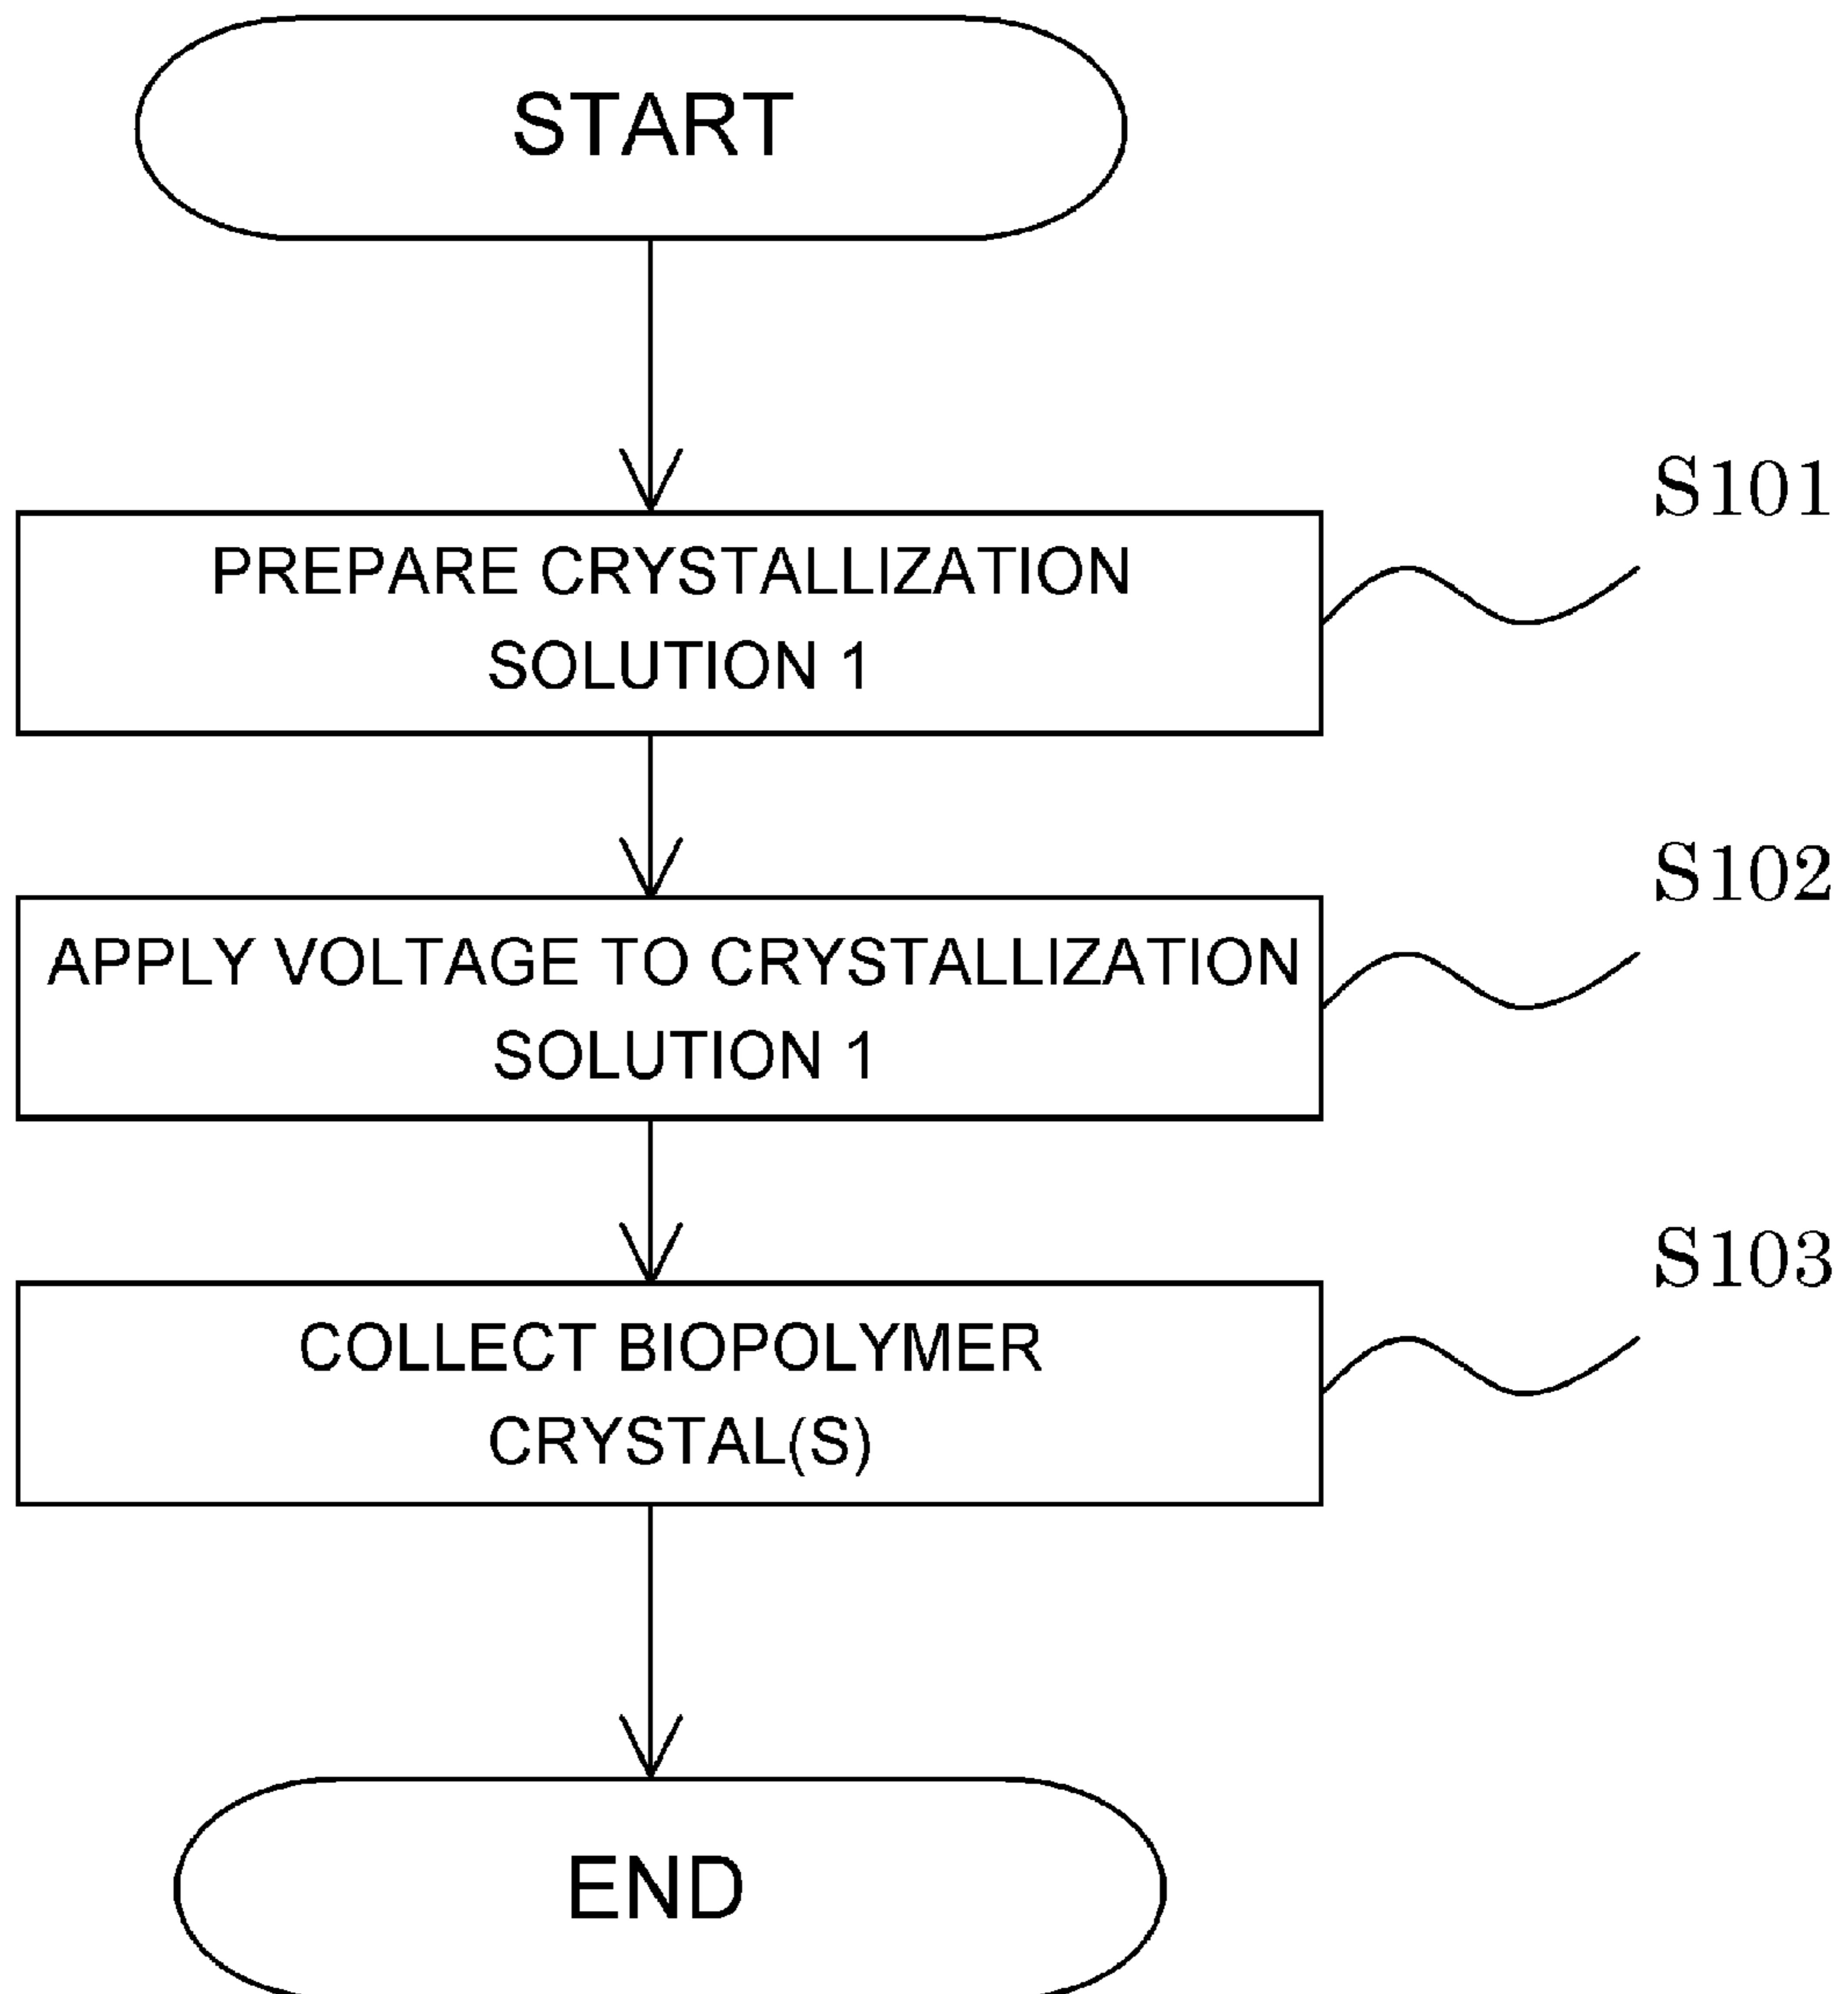 START
S101
PREPARE CRYSTALLIZATION
SOLUTION 1
S102
APPLY VOLTAGE TO CRYSTALLIZATION
SOLUTION 1
S103
COLLECT BIOPOLYMER
CRYSTAL(S)
END